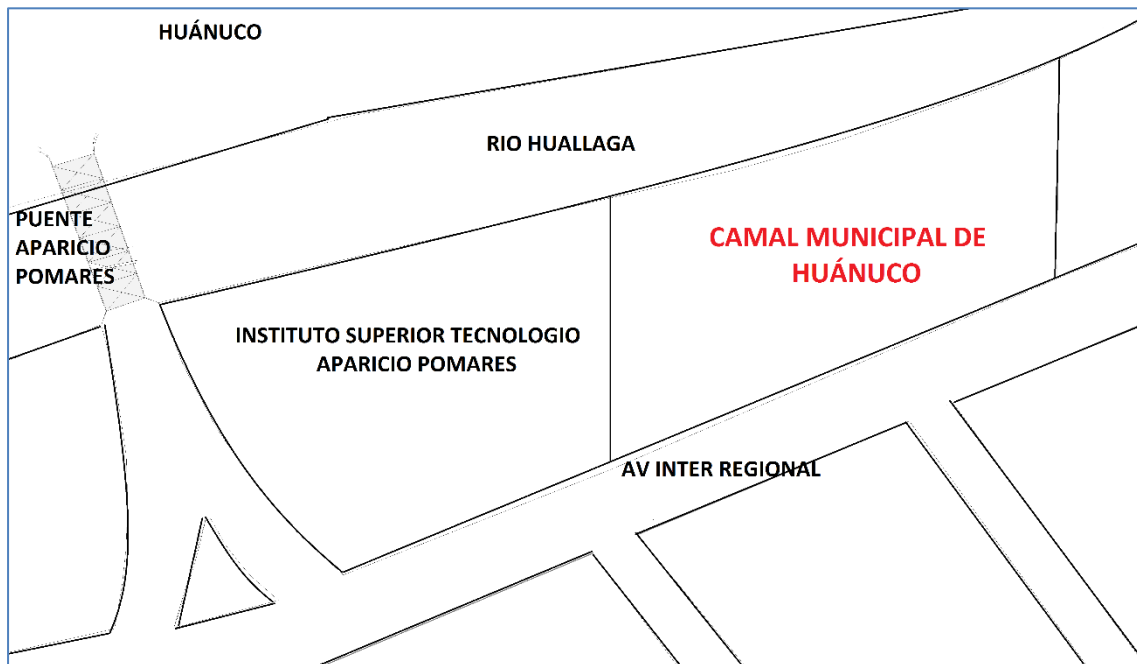 HUÁNUCO
RIO HUALLAGA
PUENTE
APARICIO
POMARES
CAMAL MUNICIPAL DE
HUÁNUCO
INSTITUTO SUPERIOR TECNOLOGIO
APARICIO POMARES
AV INTER REGIONAL